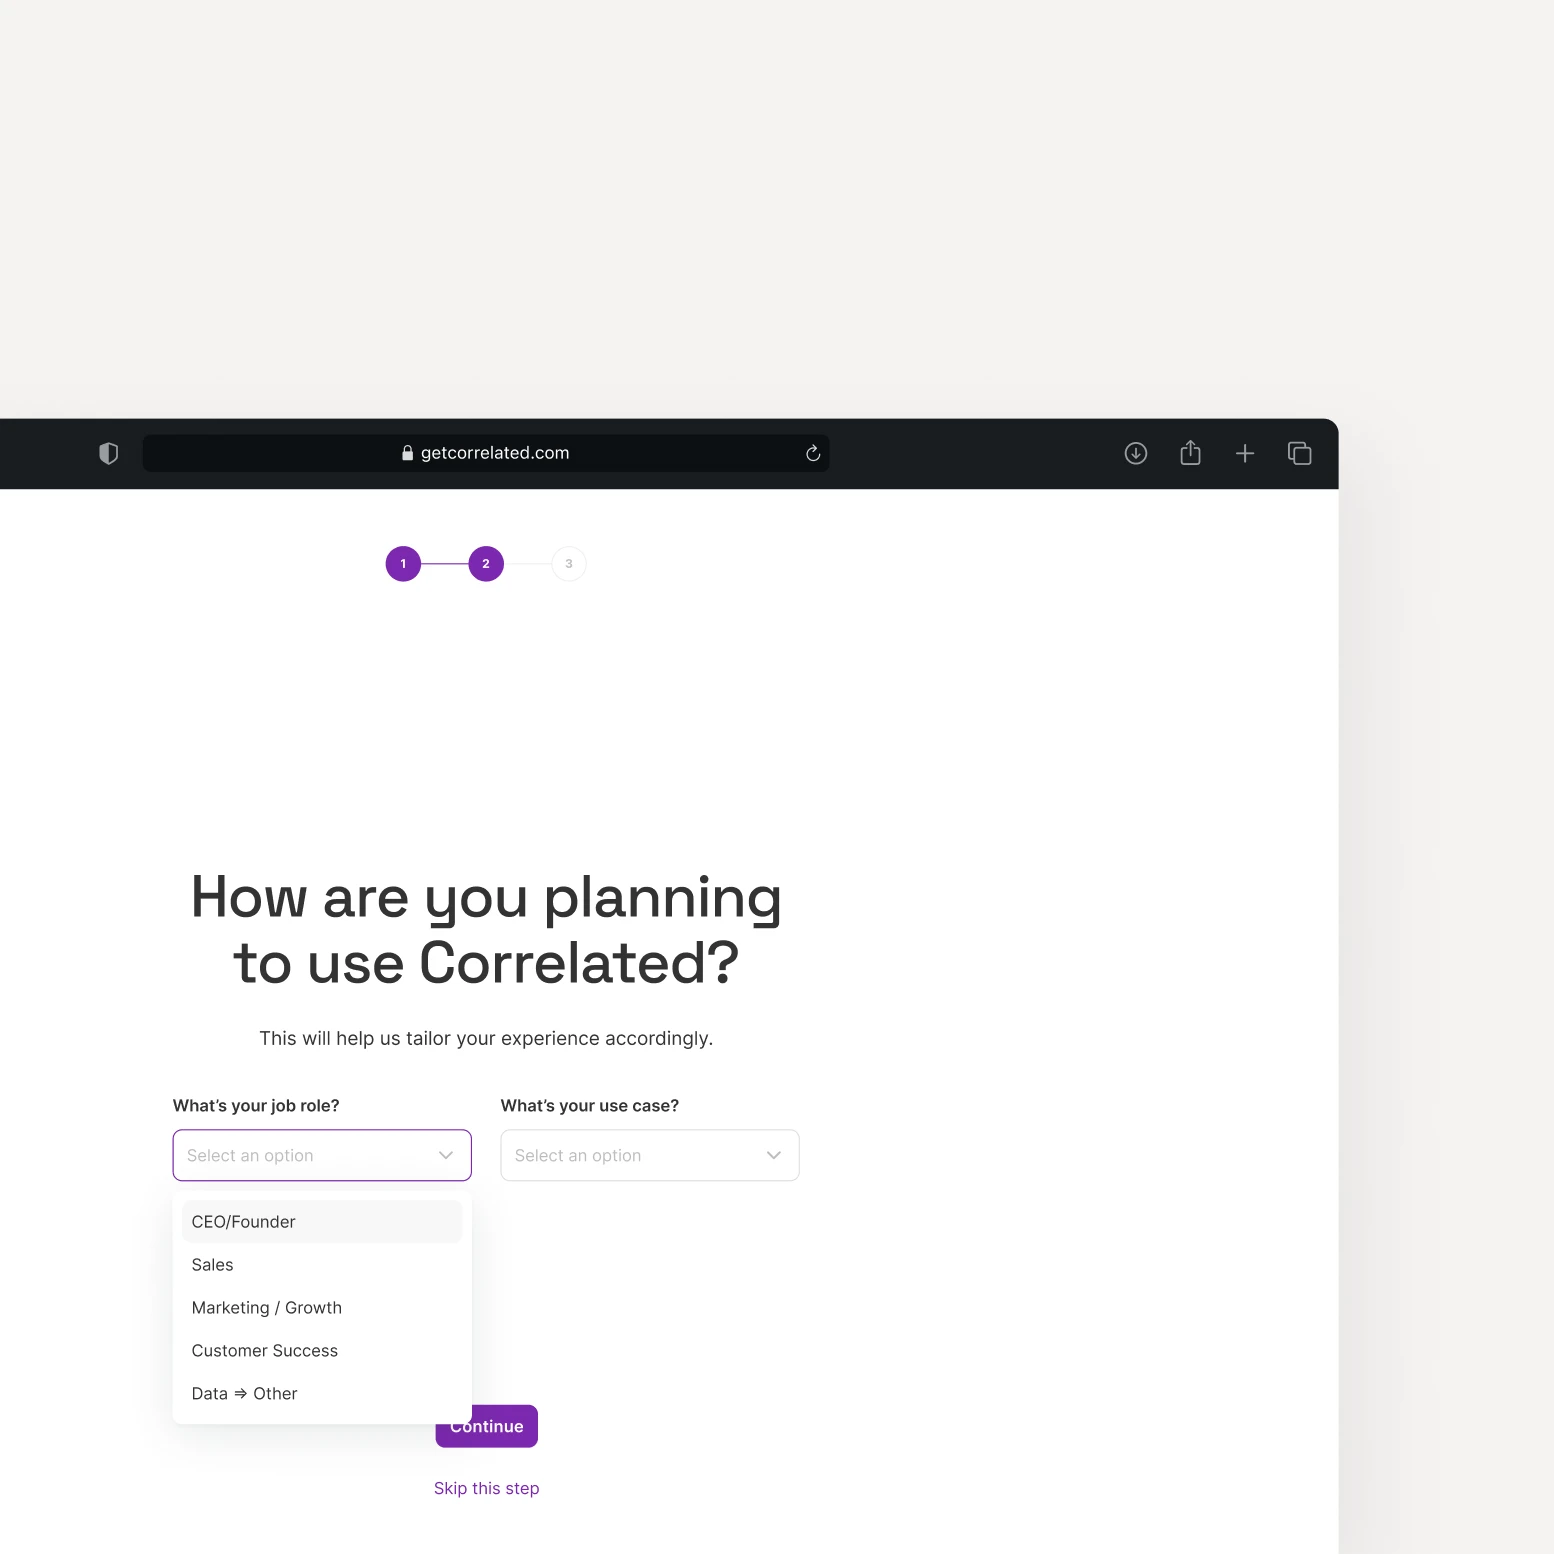 getcorrelated.com
1 2 3
How are you planning
to use Correlated?
This will help us tailor your experience accordingly.
What’s your job role? What’s your use case?
Select an option Select an option
CEO/Founder
Sales
Marketing / Growth
Customer Success
Data ⇒ Other
Continue
Skip this step